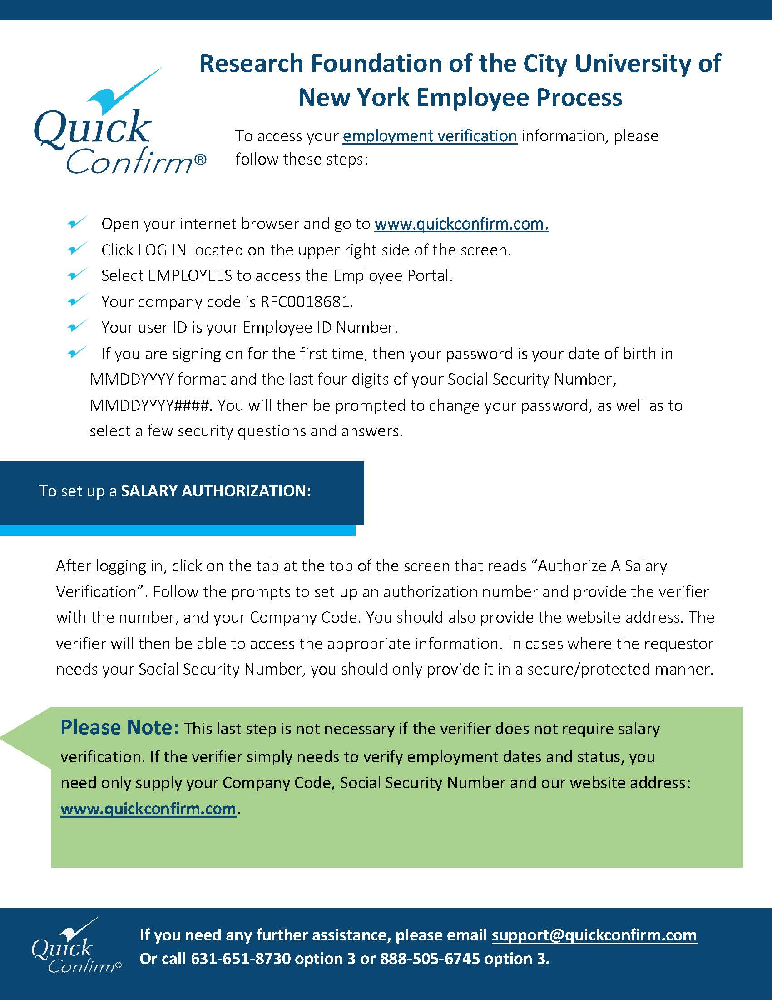 Research Foundation of the City University of
New York Employee Process
Quick
Confirm®
To access your employment verification information, please
follow these steps:
Open your internet browser and go to www.quickconfirm.com.
Click LOG IN located on the upper right side of the screen.
Select EMPLOYEES to access the Employee Portal.
Your company code is RFC0018681.
Your user ID is your Employee ID Number.
If you are signing on for the first time, then your password is your date of birth in
MMDDYYYY format and the last four digits of your Social Security Number,
MMDDYYYY####. You will then be prompted to change your password, as well as to
select a few security questions and answers.
To set up a SALARY AUTHORIZATION:
After logging in, click on the tab at the top of the screen that reads “Authorize A Salary
Verification”. Follow the prompts to set up an authorization number and provide the verifier
with the number, and your Company Code. You should also provide the website address. The
verifier will then be able to access the appropriate information. In cases where the requestor
needs your Social Security Number, you should only provide it in a secure/protected manner.
Please Note: This last step is not necessary if the verifier does not require salary
verification. If the verifier simply needs to verify employment dates and status, you
need only supply your Company Code, Social Security Number and our website address:
www.quickconfirm.com.
Quick
Confirm®
If you need any further assistance, please email support@quickconfirm.com
Or call 631-651-8730 option 3 or 888-505-6745 option 3.